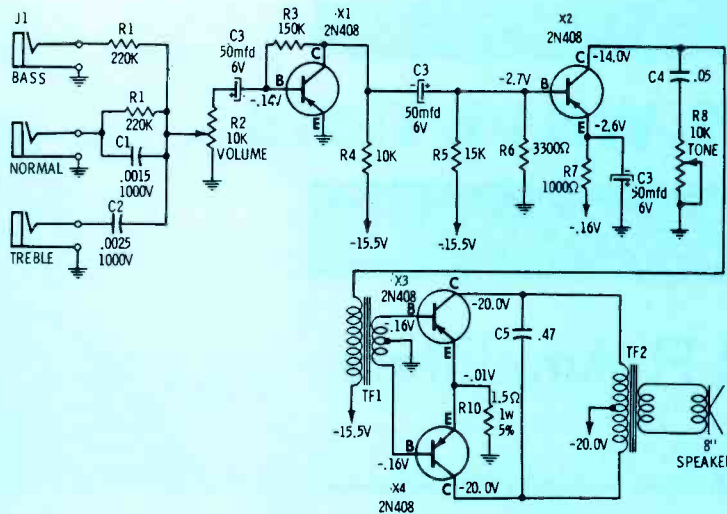 J1
R1
220K
BASS
R1
220K
C1
.0015
1000V
NORMAL
C2
.0025
1000V
TREBLE
C3
50mfd
6V
R2
10K
VOLUME
R3
150K
X1
2N408
C
B
-.14V
E
R4
10K
-15.5V
C3
50mfd
6V
R5
15K
-15.5V
-2.7V
R6
3300Ω
X2
2N408
C
-14.0V
B
E
-2.6V
R7
1000Ω
-.16V
C3
50mfd
6V
C4
.05
R8
10K
TONE
TF1
-15.5V
X3
2N408
C
-20.0V
B
-.16V
E
-.01V
R10
1.5Ω
1w
5%
E
B
-.16V
C
-20.0V
X4
2N408
C5
.47
TF2
-20.0V
8"
SPEAKER